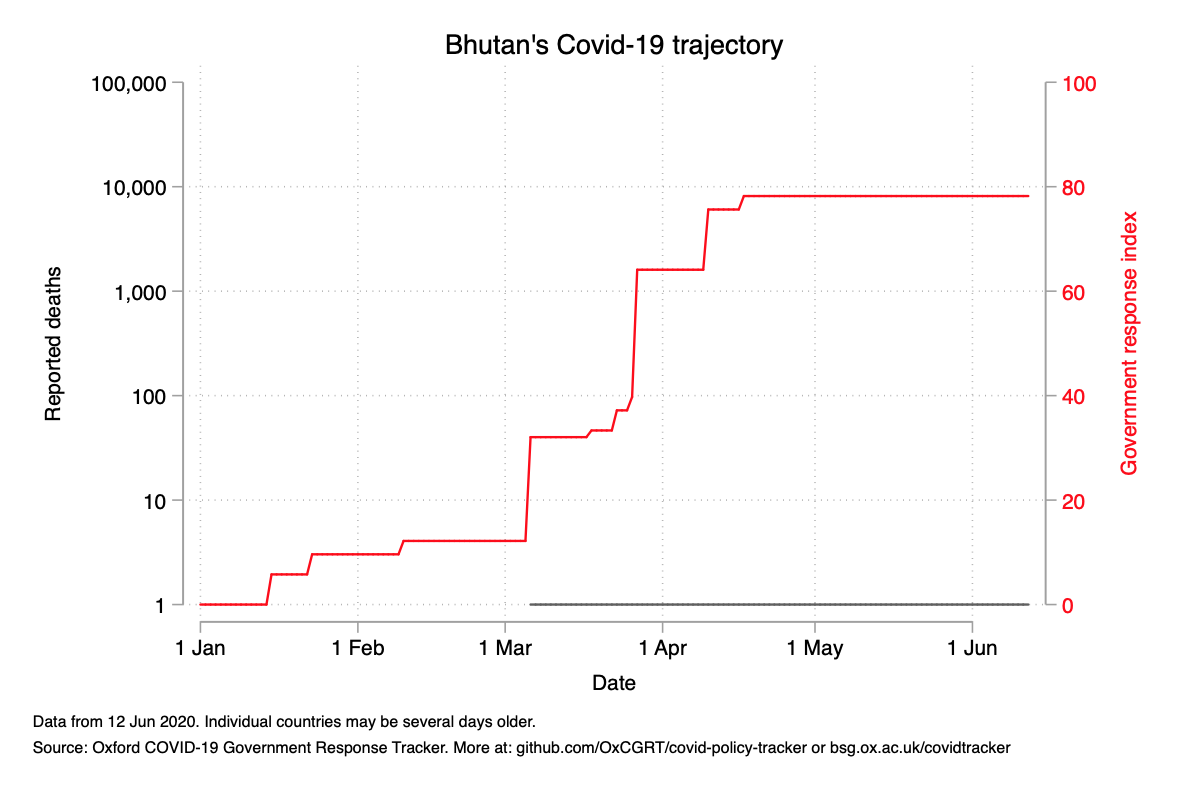 Bhutan's Covid-19 trajectory
100,000
10,000
1,000
100
10
1
Reported deaths
100
80
60
40
20
0
Government response index
1 Jan 1 Feb 1 Mar 1 Apr 1 May 1 Jun
Date
Data from 12 Jun 2020. Individual countries may be several days older.
Source: Oxford COVID-19 Government Response Tracker. More at: github.com/OxCGRT/covid-policy-tracker or bsg.ox.ac.uk/covidtracker